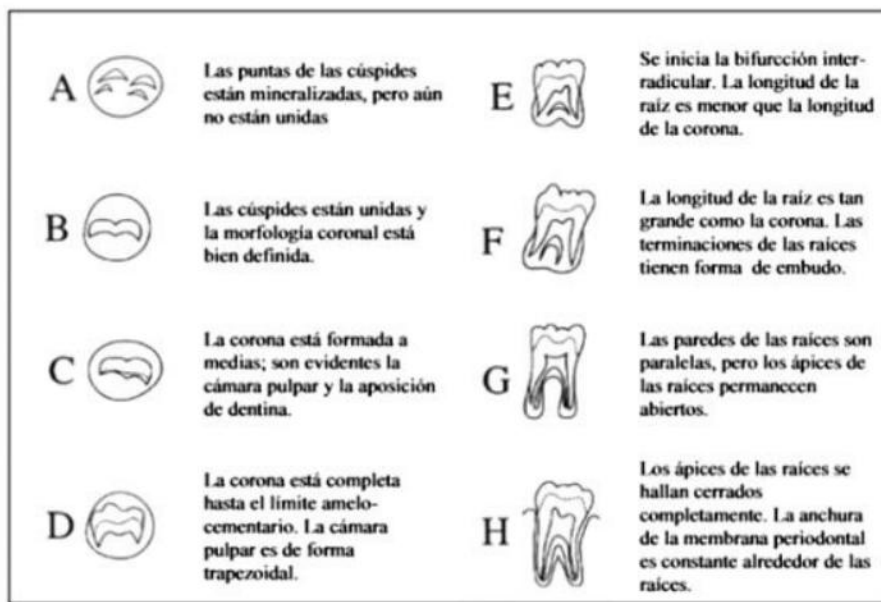 A
Las puntas de las cúspides
están mineralizadas, pero aún
no están unidas
B
Las cúspides están unidas y
la morfología coronal está
bien definida.
C
La corona está formada a
medias; son evidentes la
cámara pulpar y la aposición
de dentina.
D
La corona está completa
hasta el límite amelo-
cementario. La cámara
pulpar es de forma
trapezoidal.
E
Se inicia la bifurcción inter-
radicular. La longitud de la
raíz es menor que la longitud
de la corona.
F
La longitud de la raíz es tan
grande como la corona. Las
terminaciones de las raíces
tienen forma de embudo.
G
Las paredes de las raíces son
paralelas, pero los ápices de
las raíces permanecen
abiertos.
H
Los ápices de las raíces se
hallan cerrados
completamente. La anchura
de la membrana periodontal
es constante alrededor de las
raíces.